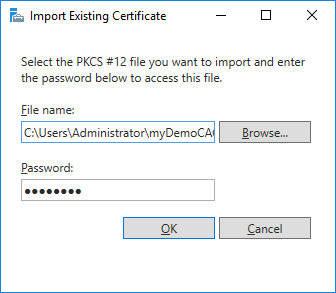 Import Existing Certificate
Select the PKCS #12 file you want to import and enter
the password below to access this file.
File name:
C:\Users\Administrator\myDemoCA
Browse...
Password:
●●●●●●●●
OK
Cancel